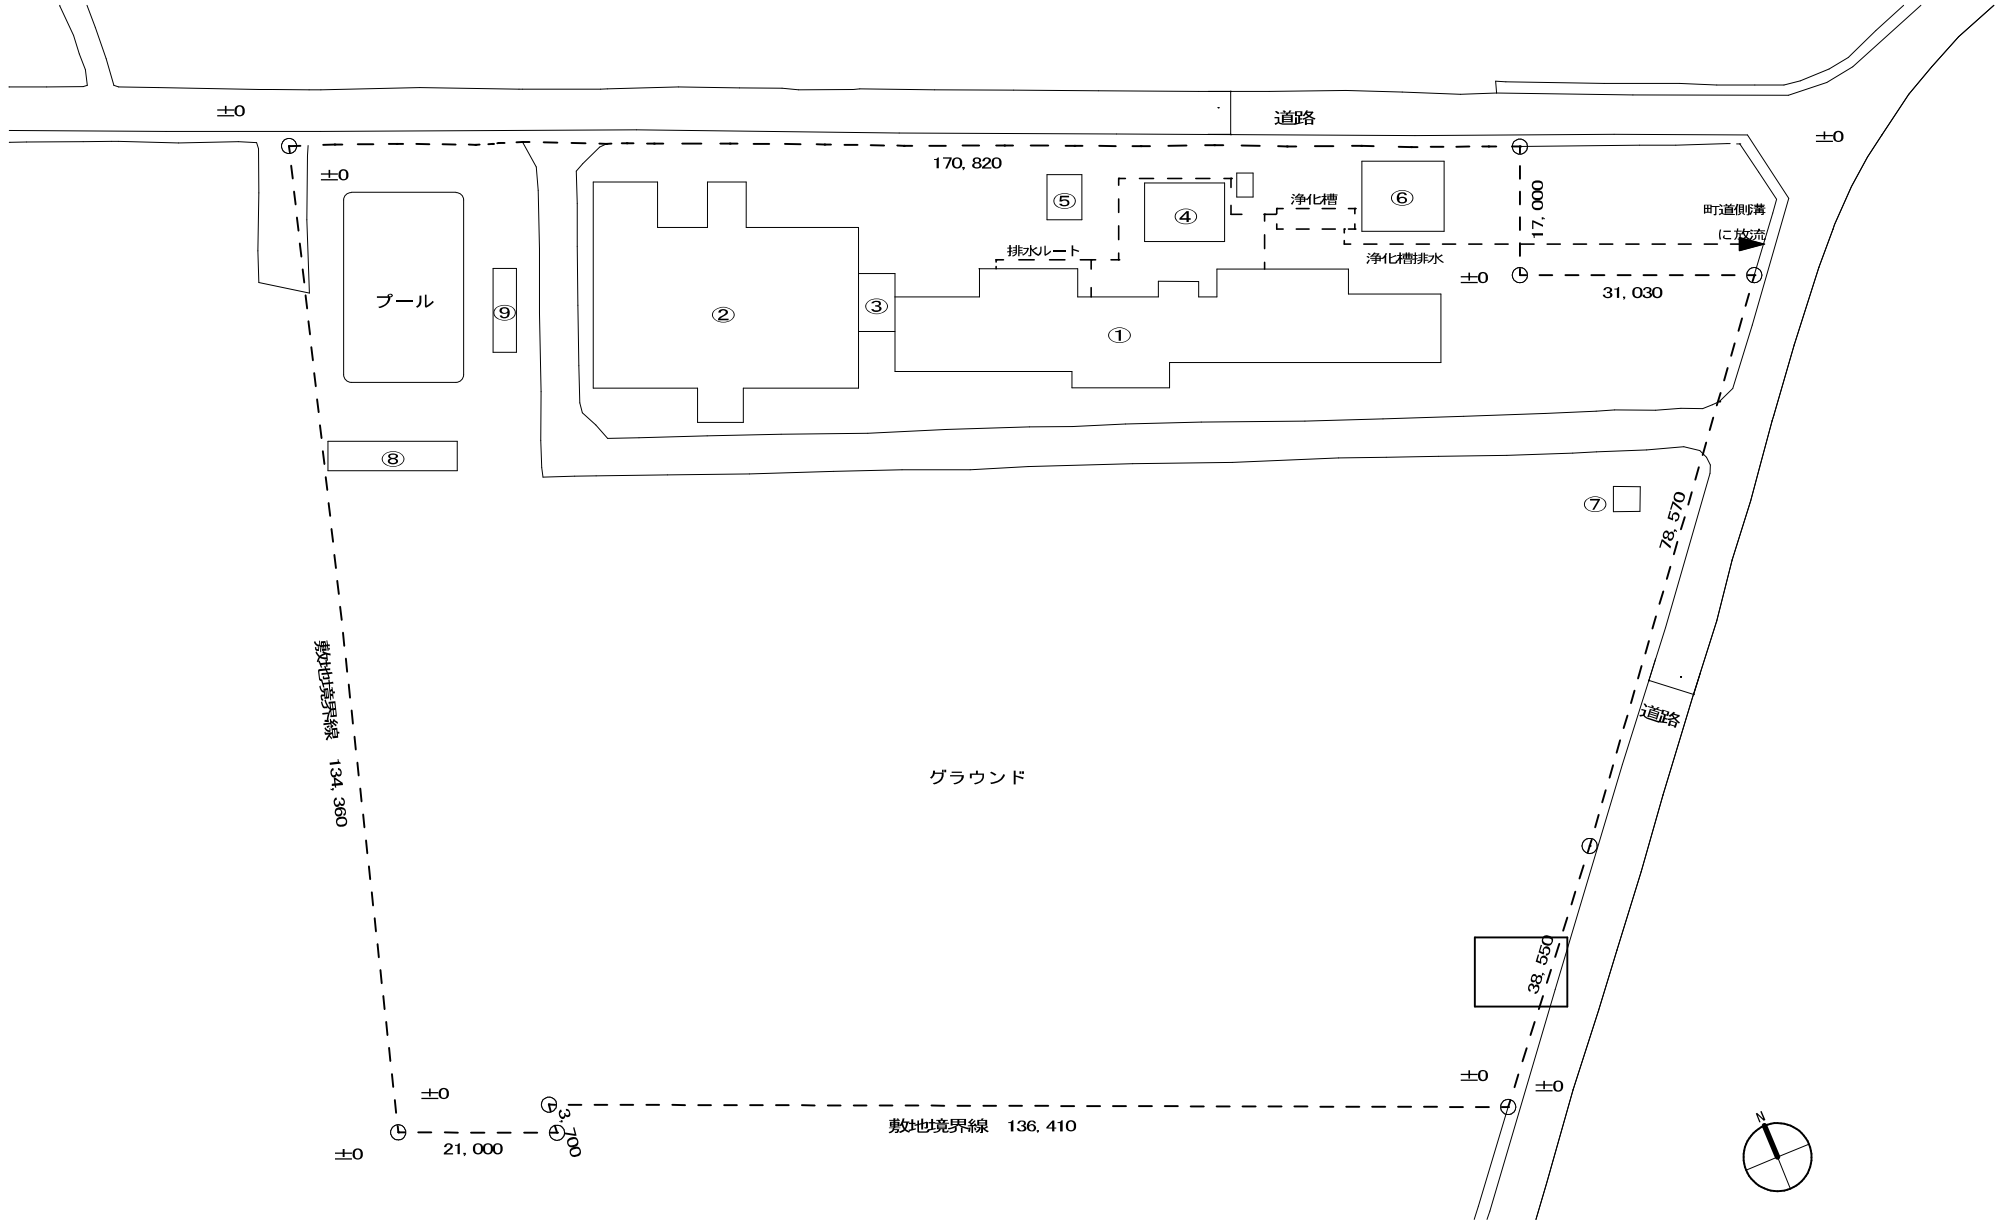 ±0
道路
±0
170, 820
±0
⑤
④
浄化槽
⑥
17, 000
町道側溝
に放流
排水ルート
浄化槽排水
±0
31, 030
プール
⑨
②
③
①
⑧
⑦
78, 570
敷地境界線 134, 360
道路
グラウンド
38, 550
±0
±0
±0
3, 700
敷地境界線 136, 410
21, 000
±0
N